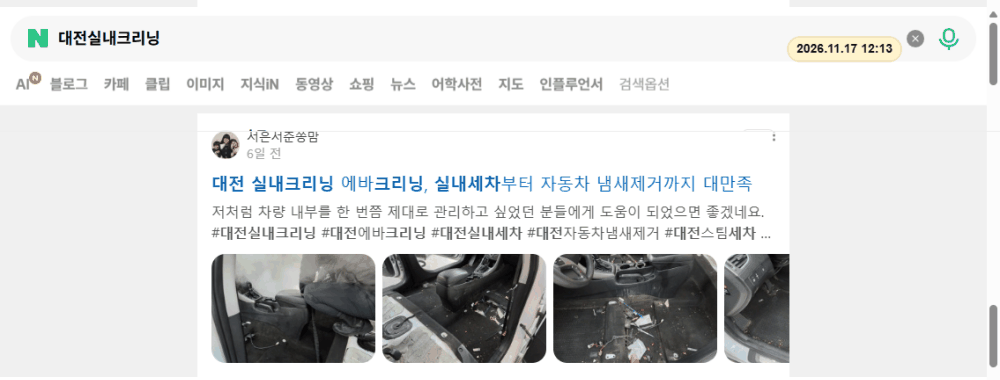 대전실내크리닝
2026.11.17 12:13
AI N 블로그 카페 클립 이미지 지식iN 동영상 쇼핑 뉴스 어학사전 지도 인플루언서 검색옵션
서은서준쏭맘
6일 전
대전 실내크리닝 에바크리닝, 실내세차부터 자동차 냄새제거까지 대만족
저처럼 차량 내부를 한 번쯤 제대로 관리하고 싶었던 분들에게 도움이 되었으면 좋겠네요.
#대전실내크리닝 #대전에바크리닝 #대전실내세차 #대전자동차냄새제거 #대전스팀세차 ...